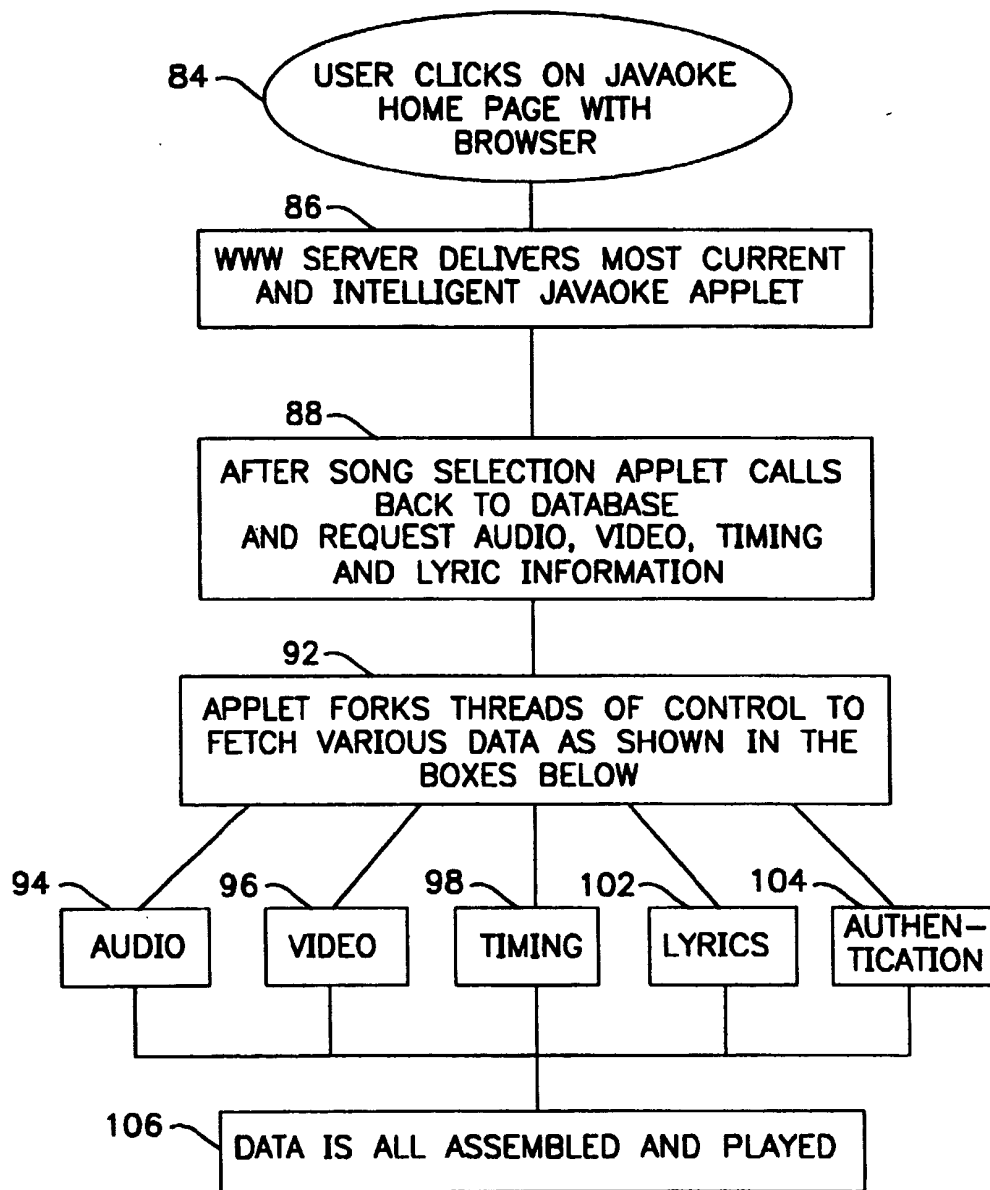 84
USER CLICKS ON JAVAOKE
HOME PAGE WITH
BROWSER
86
WWW SERVER DELIVERS MOST CURRENT
AND INTELLIGENT JAVAOKE APPLET
88
AFTER SONG SELECTION APPLET CALLS
BACK TO DATABASE
AND REQUEST AUDIO, VIDEO, TIMING
AND LYRIC INFORMATION
92
APPLET FORKS THREADS OF CONTROL TO
FETCH VARIOUS DATA AS SHOWN IN THE
BOXES BELOW
94
AUDIO
96
VIDEO
98
TIMING
102
LYRICS
104
AUTHEN-
TICATION
106
DATA IS ALL ASSEMBLED AND PLAYED